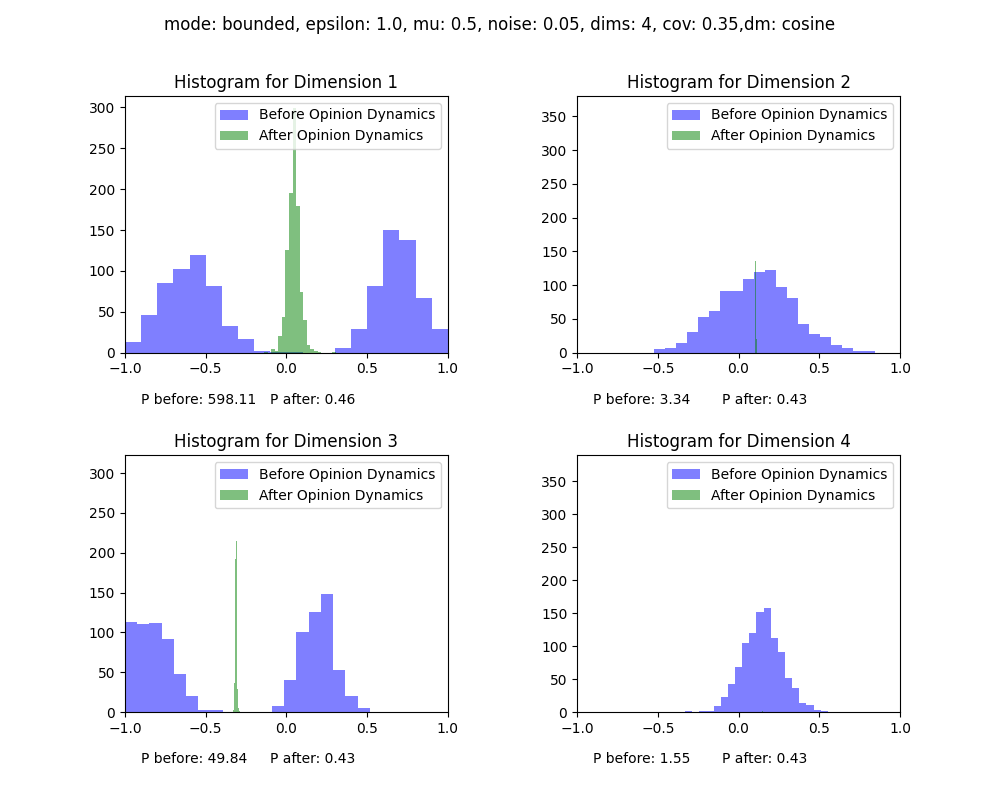 mode: bounded, epsilon: 1.0, mu: 0.5, noise: 0.05, dims: 4, cov: 0.35,dm: cosine
Histogram for Dimension 1
300
250
200
150
100
50
0
Before Opinion Dynamics
After Opinion Dynamics
−1.0 −0.5 0.0 0.5 1.0
P before: 598.11 P after: 0.46
Histogram for Dimension 2
350
300
250
200
150
100
50
0
Before Opinion Dynamics
After Opinion Dynamics
−1.0 −0.5 0.0 0.5 1.0
P before: 3.34 P after: 0.43
Histogram for Dimension 3
300
250
200
150
100
50
0
Before Opinion Dynamics
After Opinion Dynamics
−1.0 −0.5 0.0 0.5 1.0
P before: 49.84 P after: 0.43
Histogram for Dimension 4
350
300
250
200
150
100
50
0
Before Opinion Dynamics
After Opinion Dynamics
−1.0 −0.5 0.0 0.5 1.0
P before: 1.55 P after: 0.43